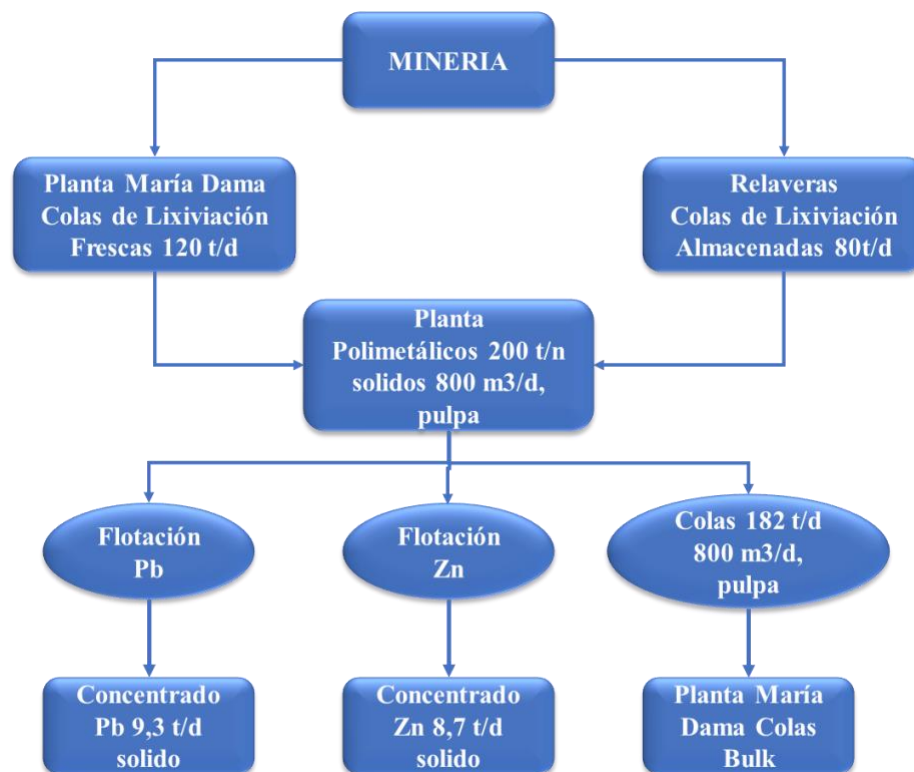 MINERIA
Planta María Dama
Colas de Lixiviación
Frescas 120 t/d
Relaveras
Colas de Lixiviación
Almacenadas 80t/d
Planta
Polimetálicos 200 t/n
solidos 800 m3/d,
pulpa
Flotación
Pb
Flotación
Zn
Colas 182 t/d
800 m3/d,
pulpa
Concentrado
Pb 9,3 t/d
solido
Concentrado
Zn 8,7 t/d
solido
Planta María
Dama Colas
Bulk